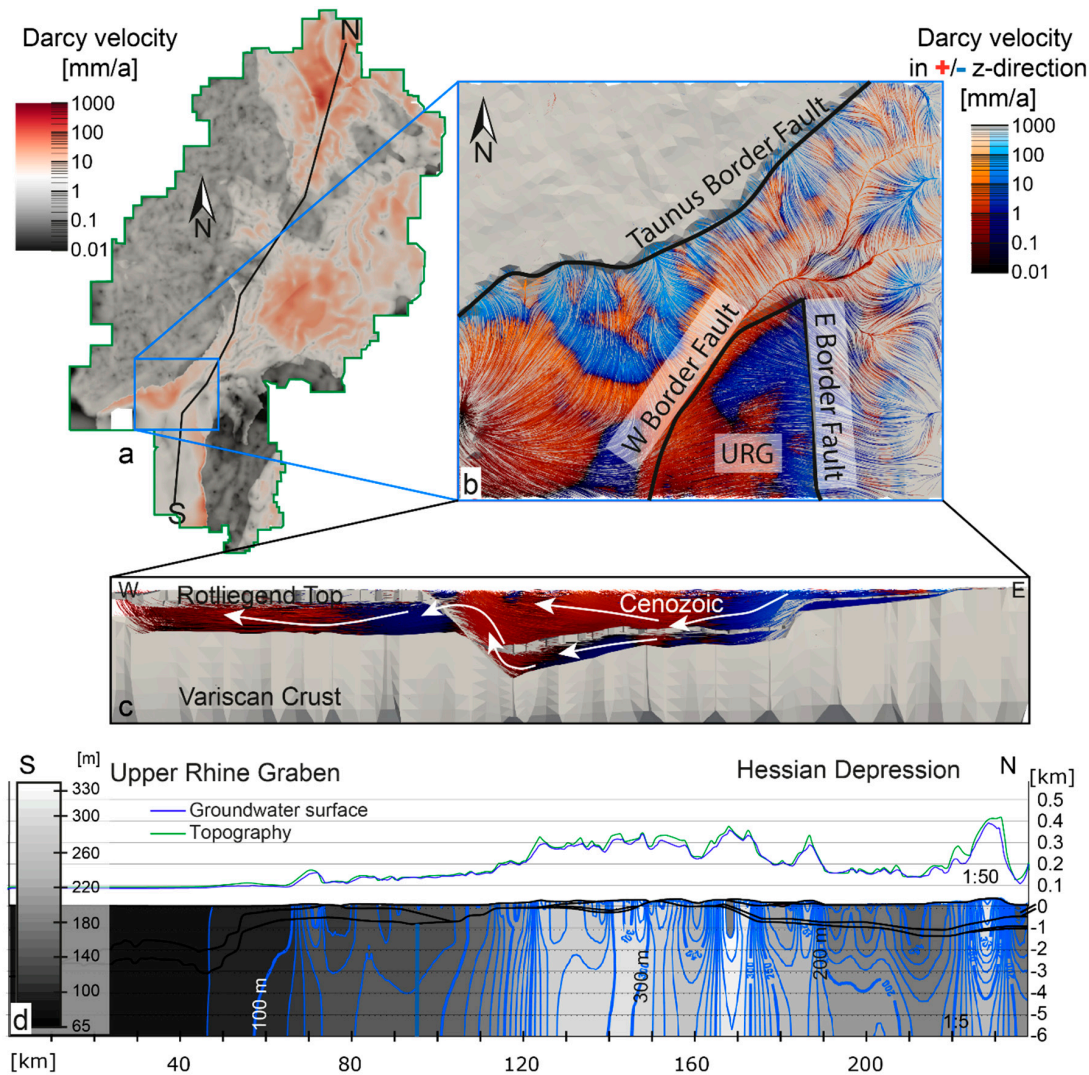 Darcy velocity
[mm/a]
1000
100
10
1
0.1
0.01
N
N
S
a
Darcy velocity
in +/- z-direction
[mm/a]
1000
100
10
1
0.1
0.01
N
Taunus Border Fault
W Border Fault
E Border Fault
URG
b
W
Rotliegend Top
Cenozoic
E
Variscan Crust
c
S
[m]
Upper Rhine Graben
Hessian Depression
N
[km]
330
300
260
220
180
140
100
65
Groundwater surface
Topography
0.5
0.4
0.3
0.2
0.1
1:50
0
-1
-2
-3
-4
-5
-6
100 m
300 m
200 m
200
1:5
d
[km]
40
80
120
160
200